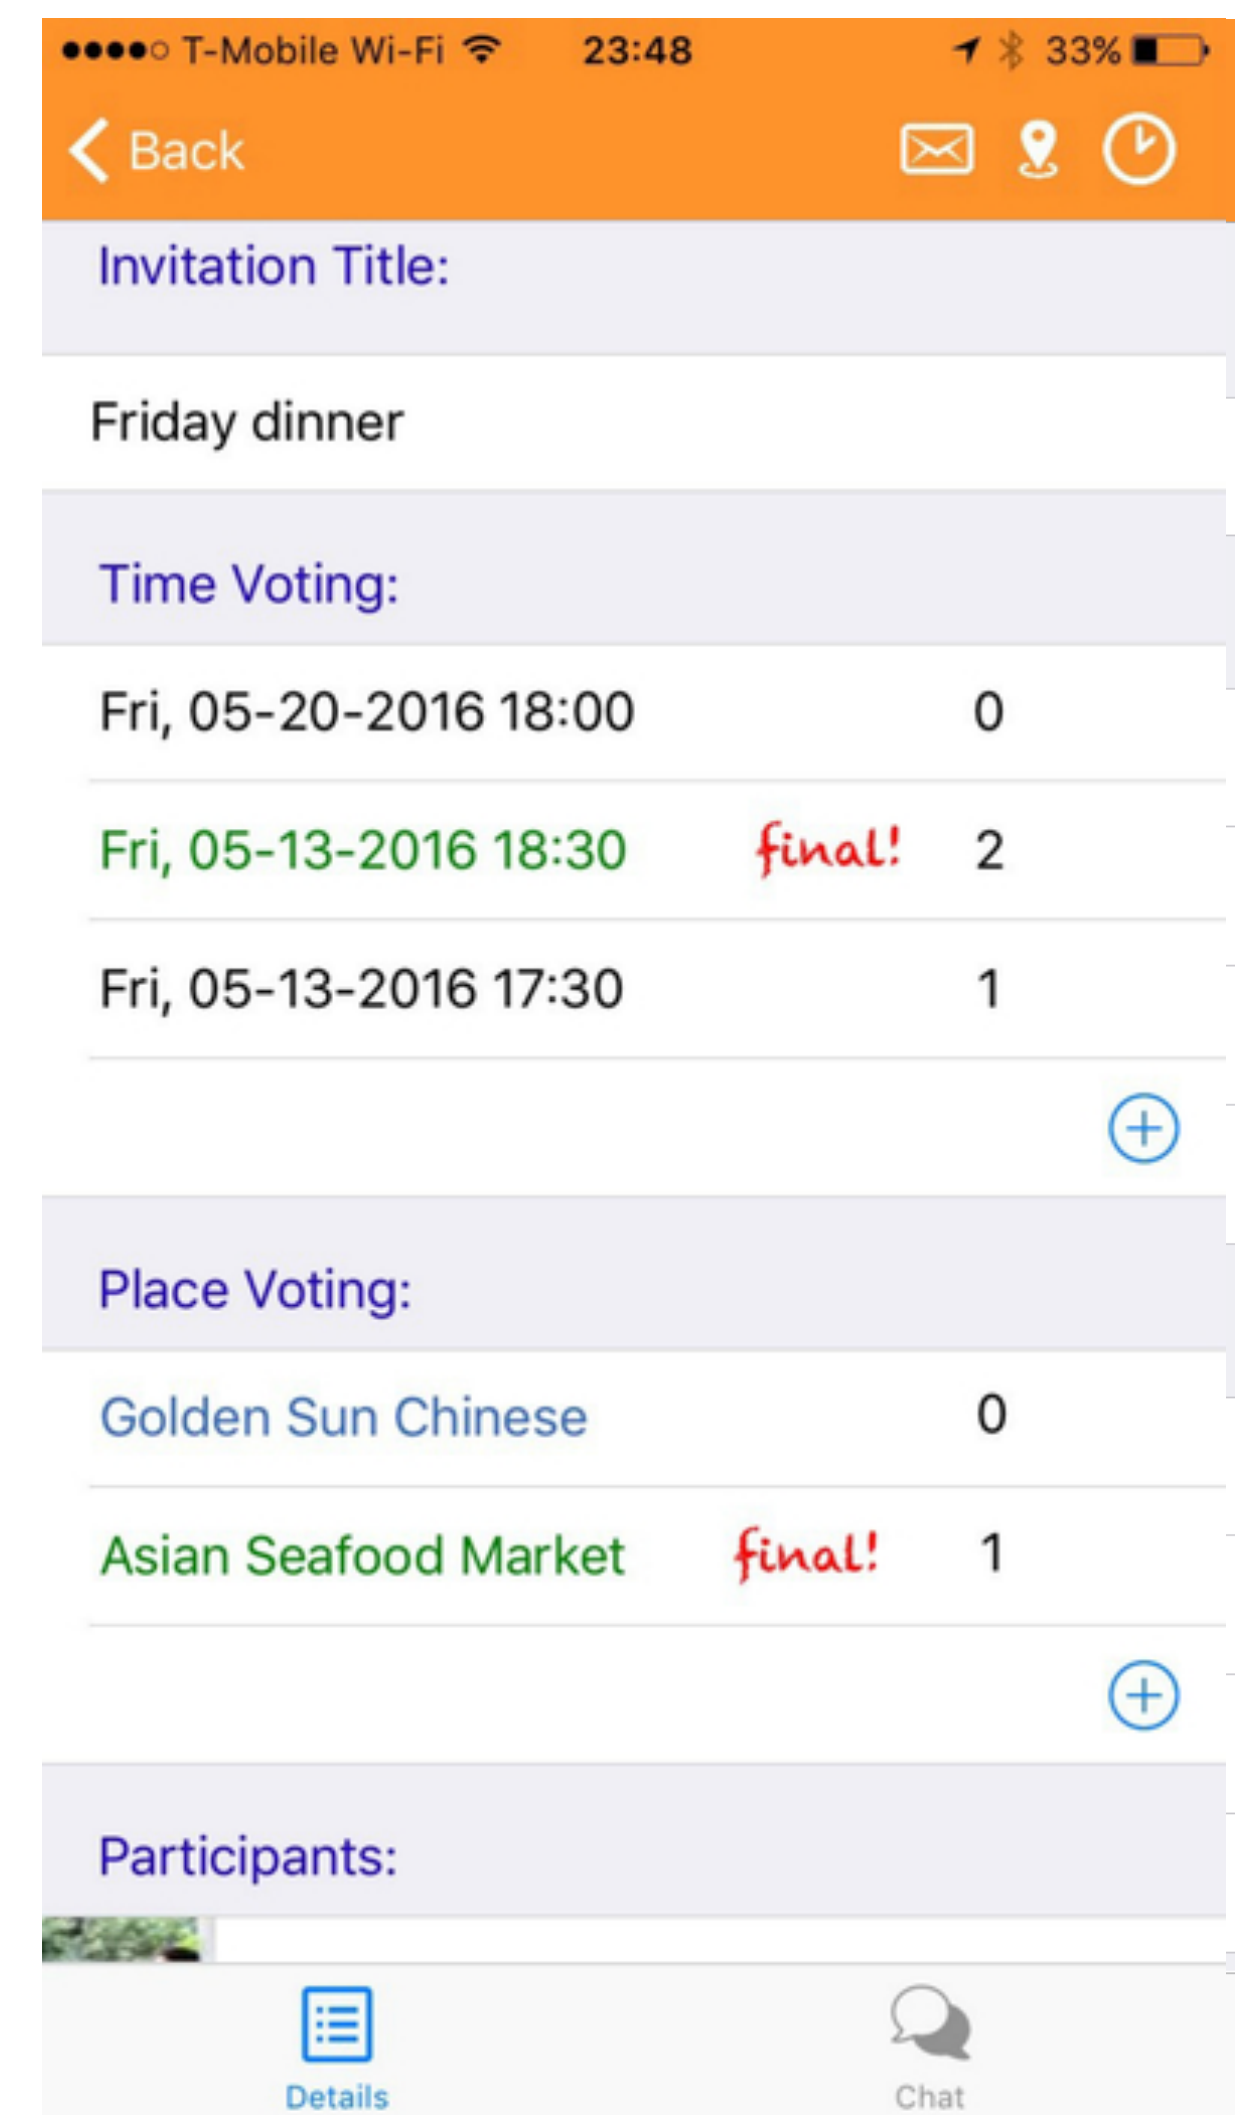 T-Mobile Wi-Fi 23:48 33%
Back
Invitation Title:
Friday dinner
Time Voting:
Fri, 05-20-2016 18:00 0
Fri, 05-13-2016 18:30 final! 2
Fri, 05-13-2016 17:30 1
Place Voting:
Golden Sun Chinese 0
Asian Seafood Market final! 1
Participants:
Details Chat